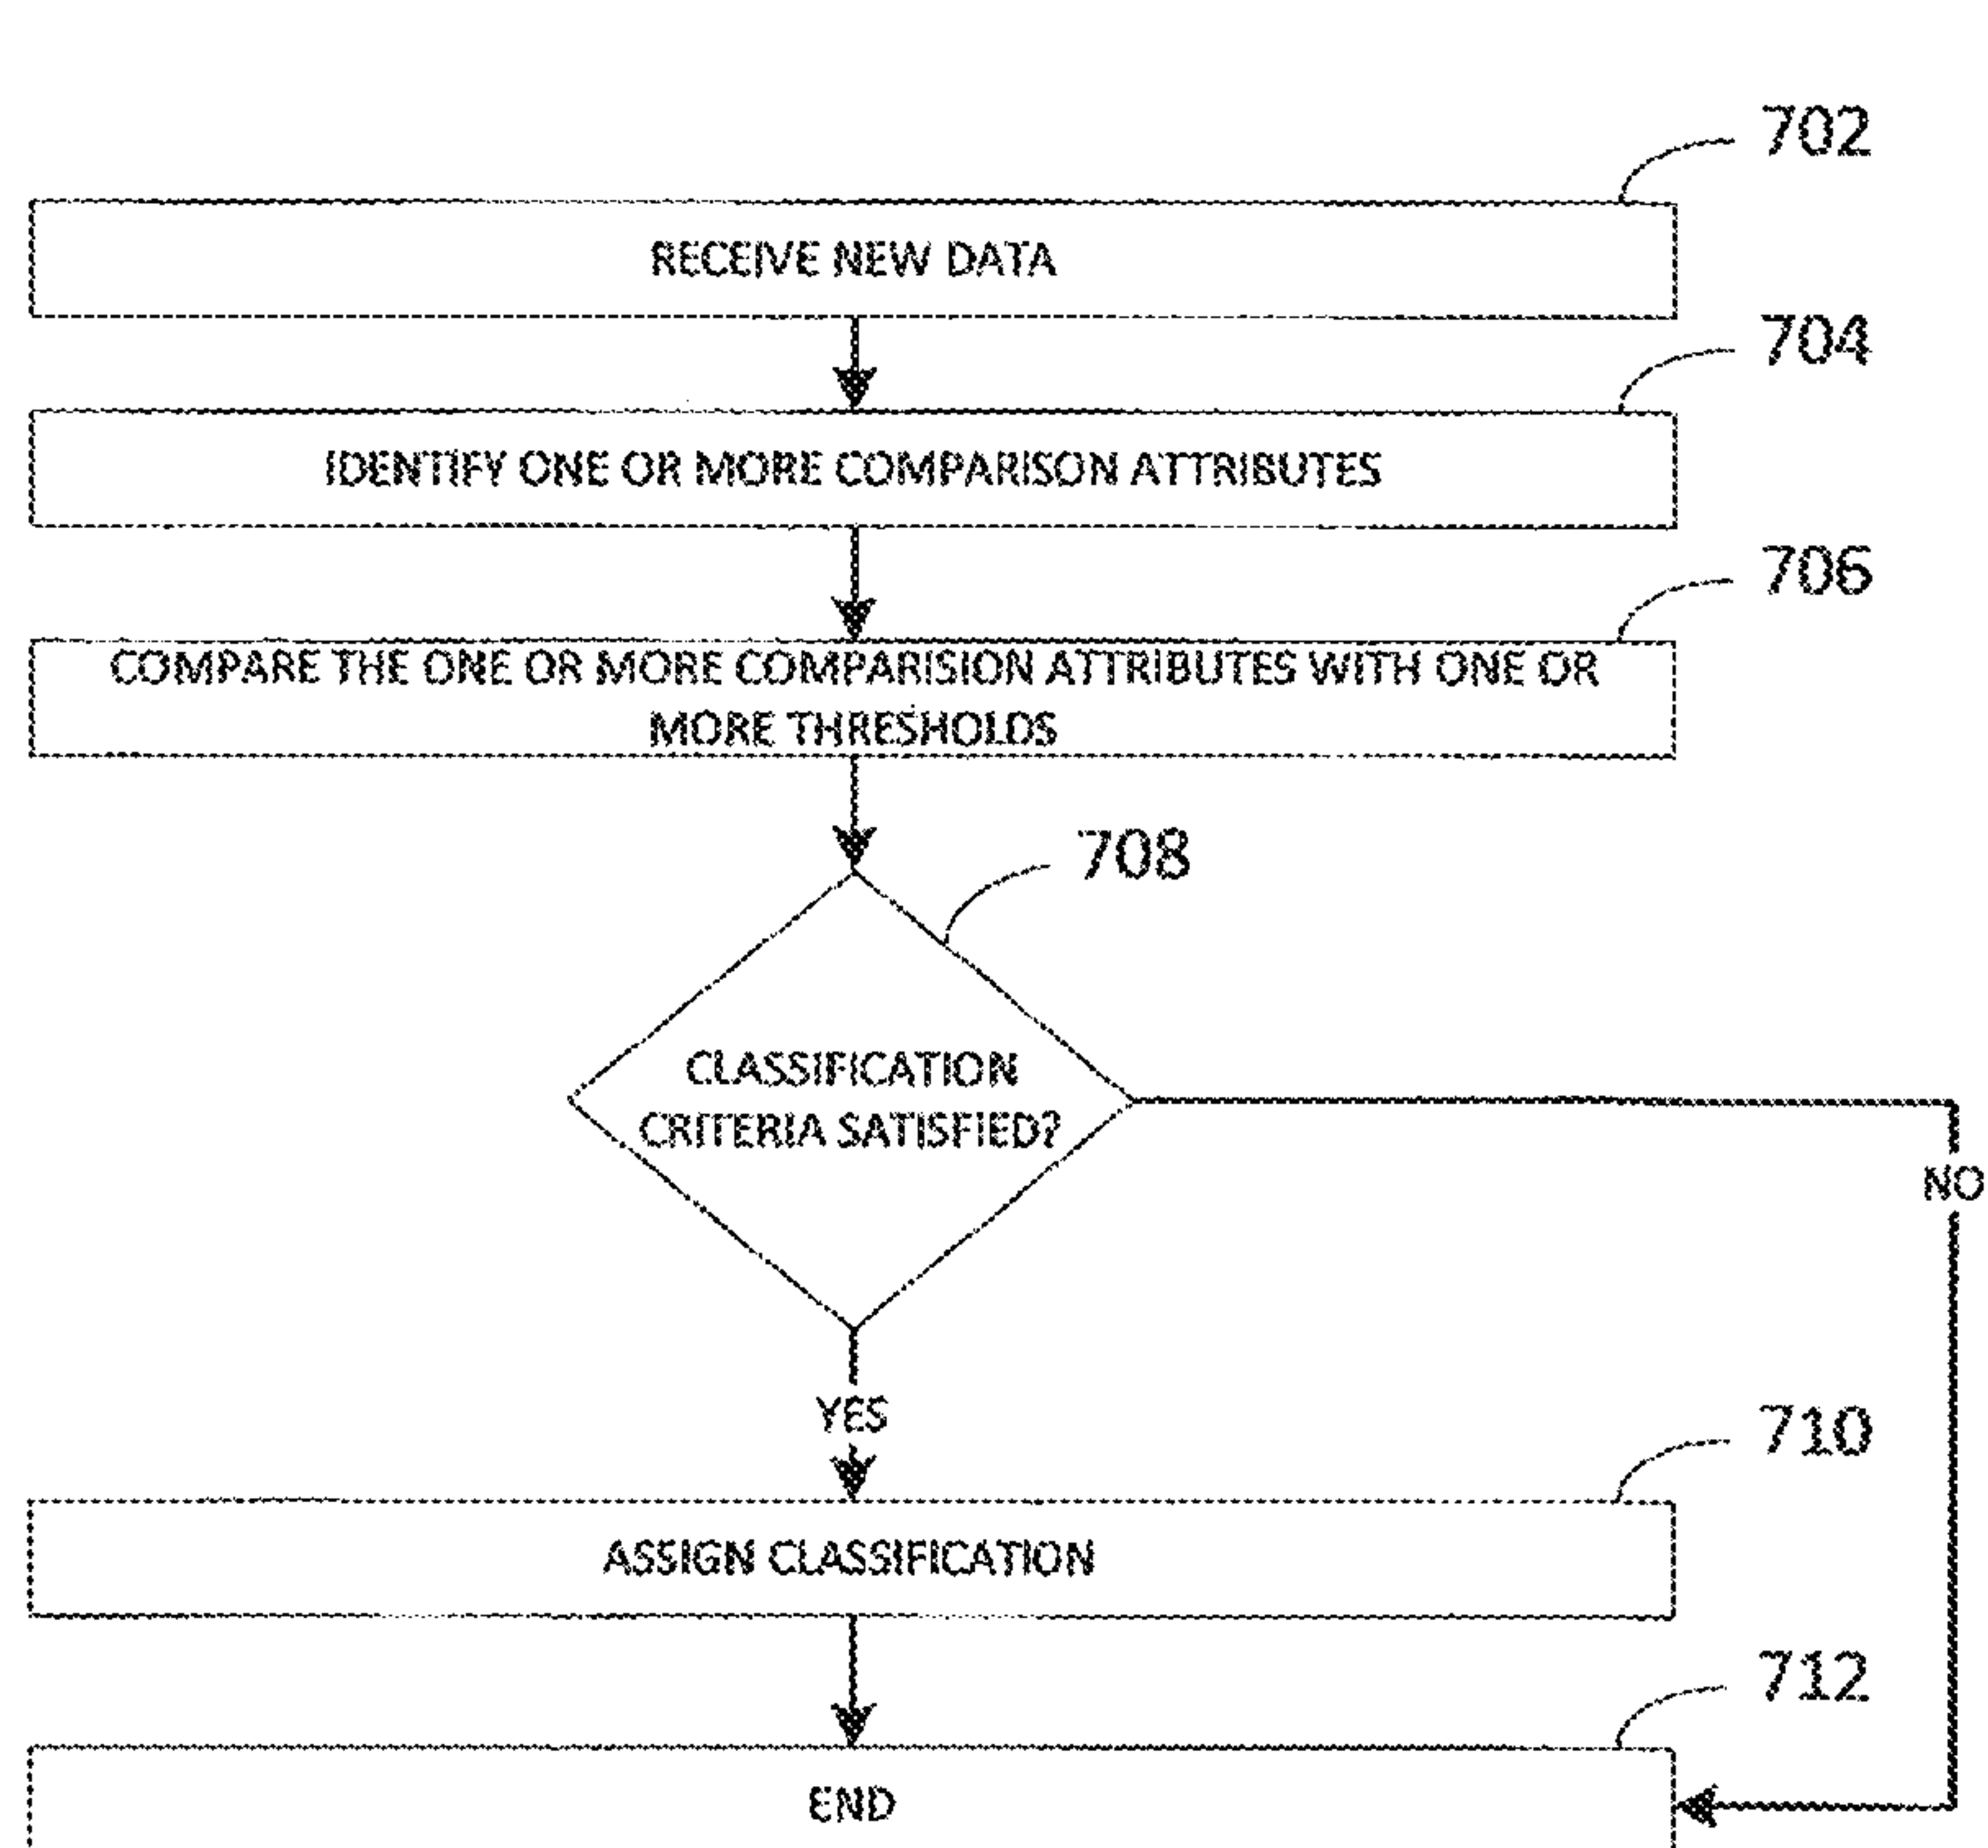 702
RECEIVE NEW DATA
704
IDENTIFY ONE OR MORE COMPARISON ATTRIBUTES
706
COMPARE THE ONE OR MORE COMPARISION ATTRIBUTES WITH ONE OR
MORE THRESHOLDS
708
CLASSIFICATION
CRITERIA SATISFIED?
NO
YES
710
ASSIGN CLASSIFICATION
712
END